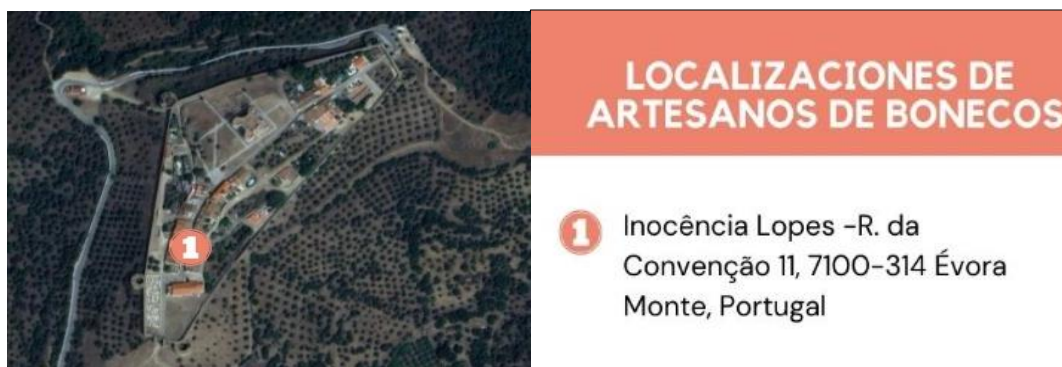 1
LOCALIZACIONES DE
ARTESANOS DE BONECOS
1
Inocência Lopes -R. da
Convenção 11, 7100-314 Évora
Monte, Portugal